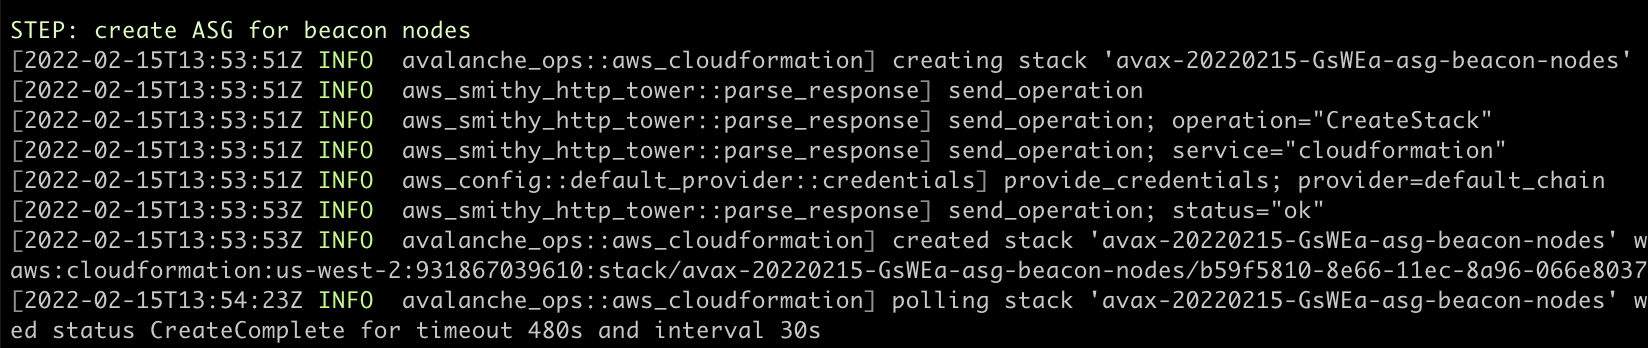 STEP: create ASG for beacon nodes
[2022-02-15T13:53:51Z INFO  avalanche_ops::aws_cloudformation] creating stack 'avax-20220215-GsWEa-asg-beacon-nodes'
[2022-02-15T13:53:51Z INFO  aws_smithy_http_tower::parse_response] send_operation
[2022-02-15T13:53:51Z INFO  aws_smithy_http_tower::parse_response] send_operation; operation="CreateStack"
[2022-02-15T13:53:51Z INFO  aws_smithy_http_tower::parse_response] send_operation; service="cloudformation"
[2022-02-15T13:53:51Z INFO  aws_config::default_provider::credentials] provide_credentials; provider=default_chain
[2022-02-15T13:53:53Z INFO  aws_smithy_http_tower::parse_response] send_operation; status="ok"
[2022-02-15T13:53:53Z INFO  avalanche_ops::aws_cloudformation] created stack 'avax-20220215-GsWEa-asg-beacon-nodes' w
aws:cloudformation:us-west-2:931867039610:stack/avax-20220215-GsWEa-asg-beacon-nodes/b59f5810-8e66-11ec-8a96-066e8037
[2022-02-15T13:54:23Z INFO  avalanche_ops::aws_cloudformation] polling stack 'avax-20220215-GsWEa-asg-beacon-nodes' w
ed status CreateComplete for timeout 480s and interval 30s